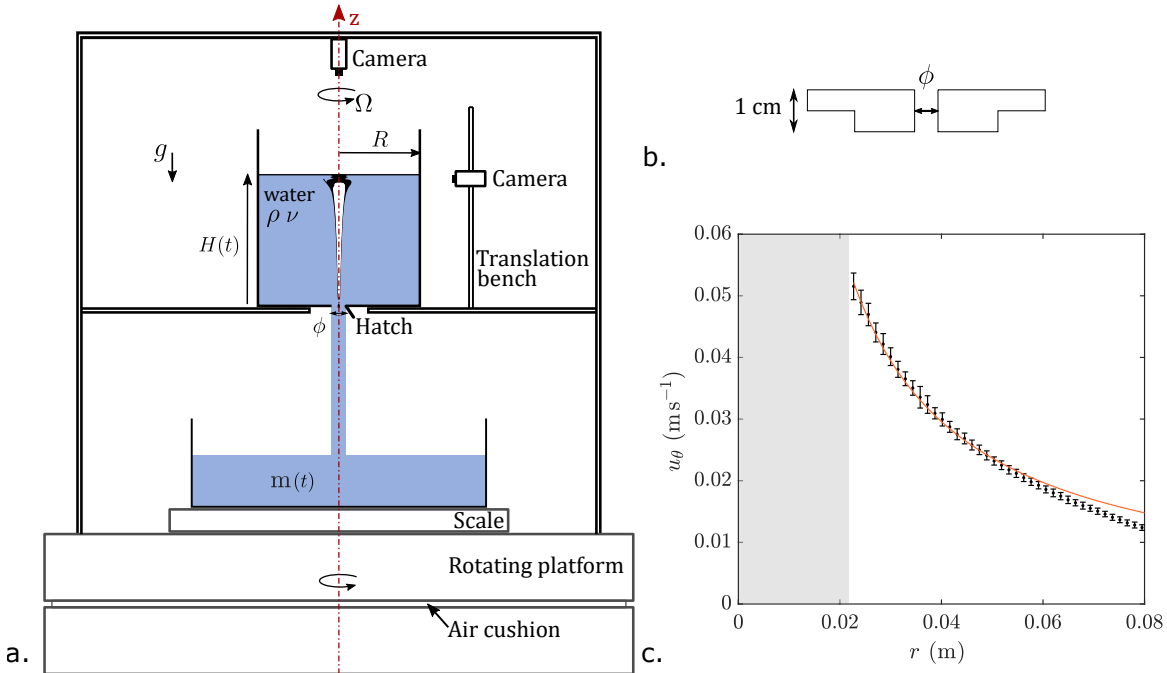 z
Camera
Ω
R
g
water
ρ ν
H(t)
Camera
Translation
bench
ϕ
Hatch
m(t)
Scale
Rotating platform
Air cushion
a.
ϕ
1 cm
b.
0.06
0.05
0.04
0.03
0.02
0.01
0
u_θ (m s⁻¹)
0 0.02 0.04 0.06 0.08
r (m)
c.